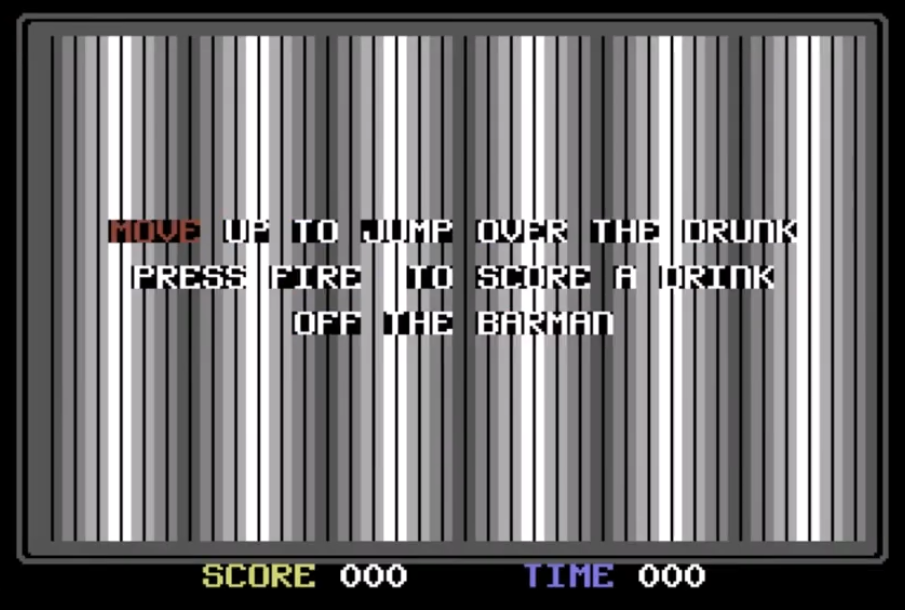 MOVE UP TO JUMP OVER THE DRUNK
PRESS FIRE TO SCORE A DRINK
OFF THE BARMAN
SCORE 000 TIME 000